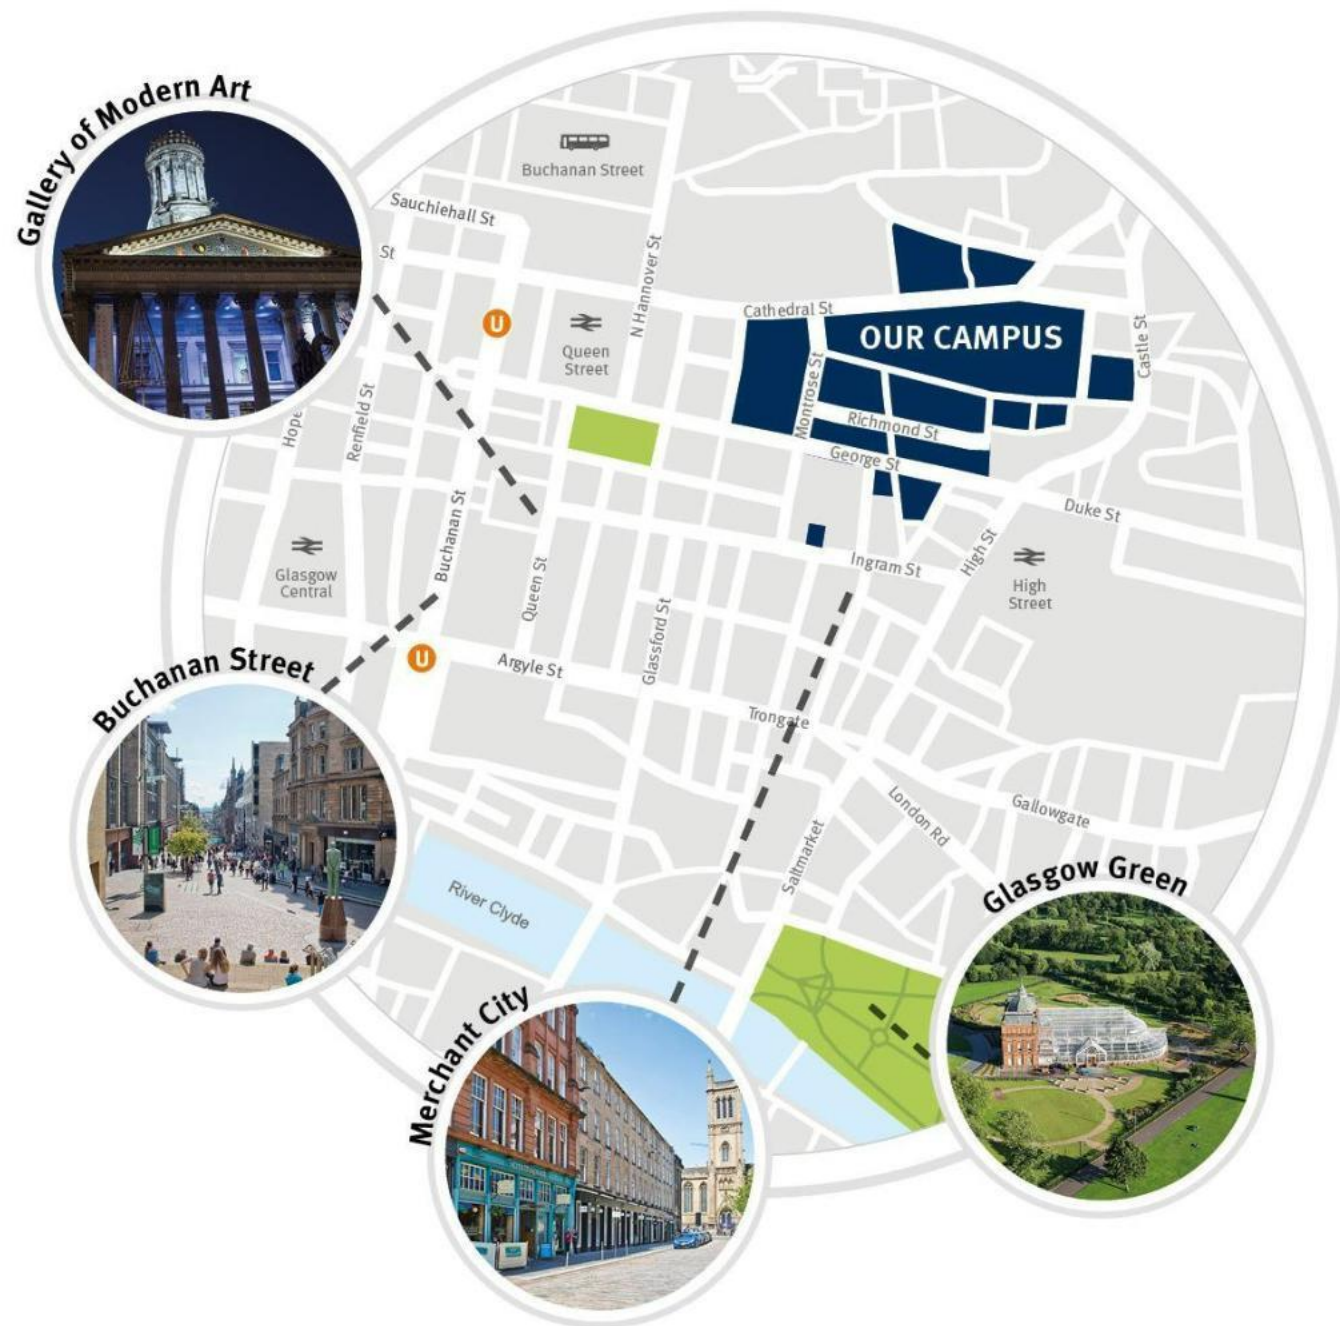 Gallery of Modern Art
Buchanan Street
Sauchiehall St
St
N Hannover St
U
Queen
Street
Cathedral St
OUR CAMPUS
Castle St
Montrose St
Richmond St
George St
Hope
Renfield St
Buchanan St
Duke St
Glasgow
Central
Queen St
Ingram St
High St
High
Street
Glassford St
Buchanan Street
U
Argyle St
Trongate
London Rd
Gallowgate
Saltmarket
River Clyde
Glasgow Green
Merchant City